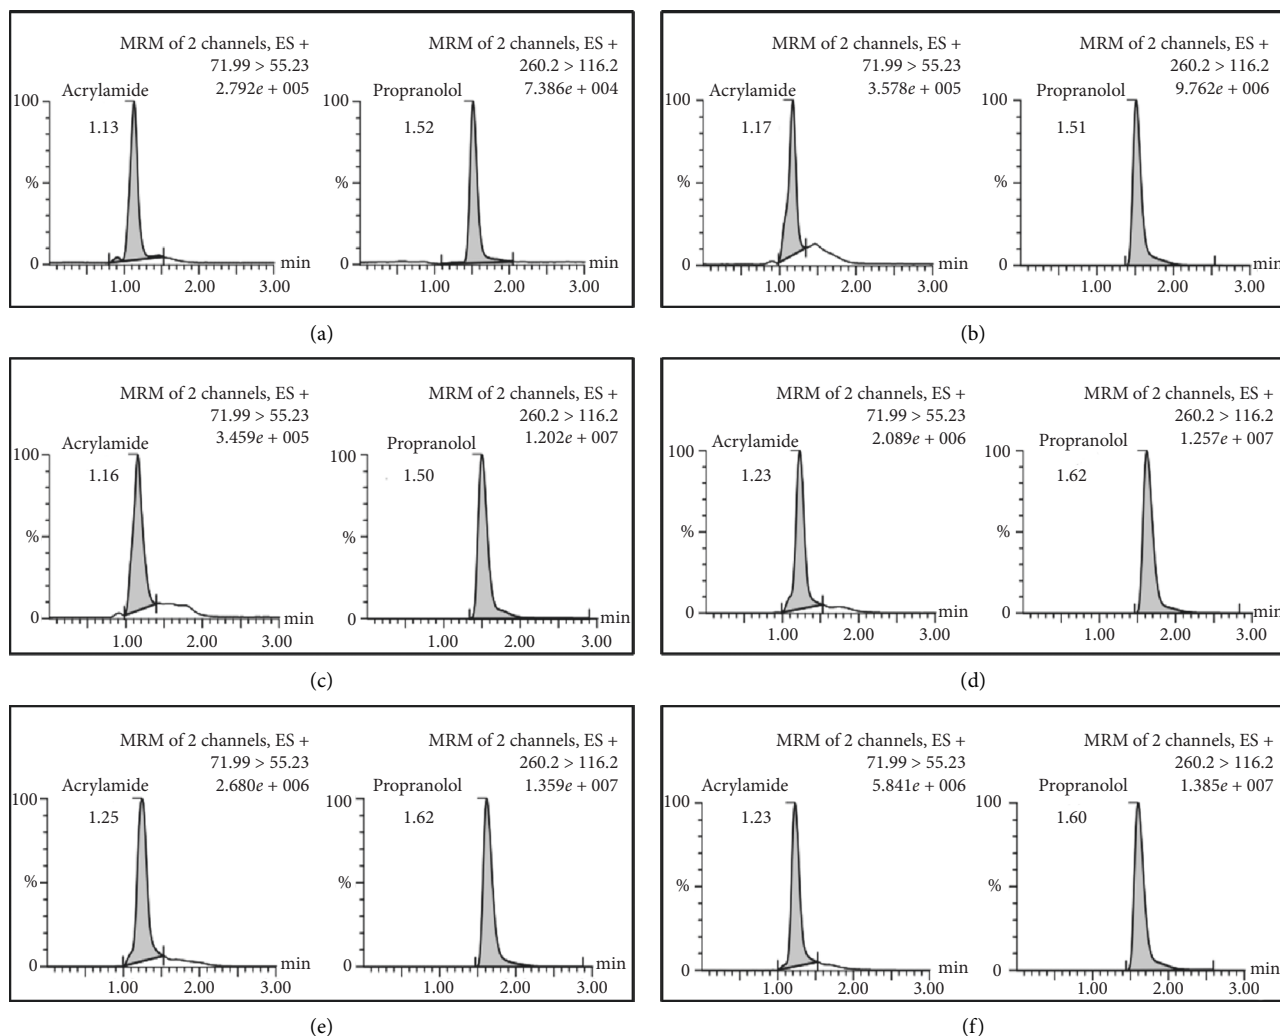 MRM of 2 channels, ES +
71.99 > 55.23
2.792e + 005
Acrylamide
1.13
100
%
0
1.00 2.00 3.00
min
MRM of 2 channels, ES +
260.2 > 116.2
7.386e + 004
Propranolol
1.52
100
%
0
1.00 2.00 3.00
min
(a)
MRM of 2 channels, ES +
71.99 > 55.23
3.578e + 005
Acrylamide
1.17
100
%
0
1.00 2.00 3.00
min
MRM of 2 channels, ES +
260.2 > 116.2
9.762e + 006
Propranolol
1.51
100
%
0
1.00 2.00 3.00
min
(b)
MRM of 2 channels, ES +
71.99 > 55.23
3.459e + 005
Acrylamide
1.16
100
%
0
1.00 2.00 3.00
min
MRM of 2 channels, ES +
260.2 > 116.2
1.202e + 007
Propranolol
1.50
100
%
0
1.00 2.00 3.00
min
(c)
MRM of 2 channels, ES +
71.99 > 55.23
2.089e + 006
Acrylamide
1.23
100
%
0
1.00 2.00 3.00
min
MRM of 2 channels, ES +
260.2 > 116.2
1.257e + 007
Propranolol
1.62
100
%
0
1.00 2.00 3.00
min
(d)
MRM of 2 channels, ES +
71.99 > 55.23
2.680e + 006
Acrylamide
1.25
100
%
0
1.00 2.00 3.00
min
MRM of 2 channels, ES +
260.2 > 116.2
1.359e + 007
Propranolol
1.62
100
%
0
1.00 2.00 3.00
min
(e)
MRM of 2 channels, ES +
71.99 > 55.23
5.841e + 006
Acrylamide
1.23
100
%
0
1.00 2.00 3.00
min
MRM of 2 channels, ES +
260.2 > 116.2
1.385e + 007
Propranolol
1.60
100
%
0
1.00 2.00 3.00
min
(f)